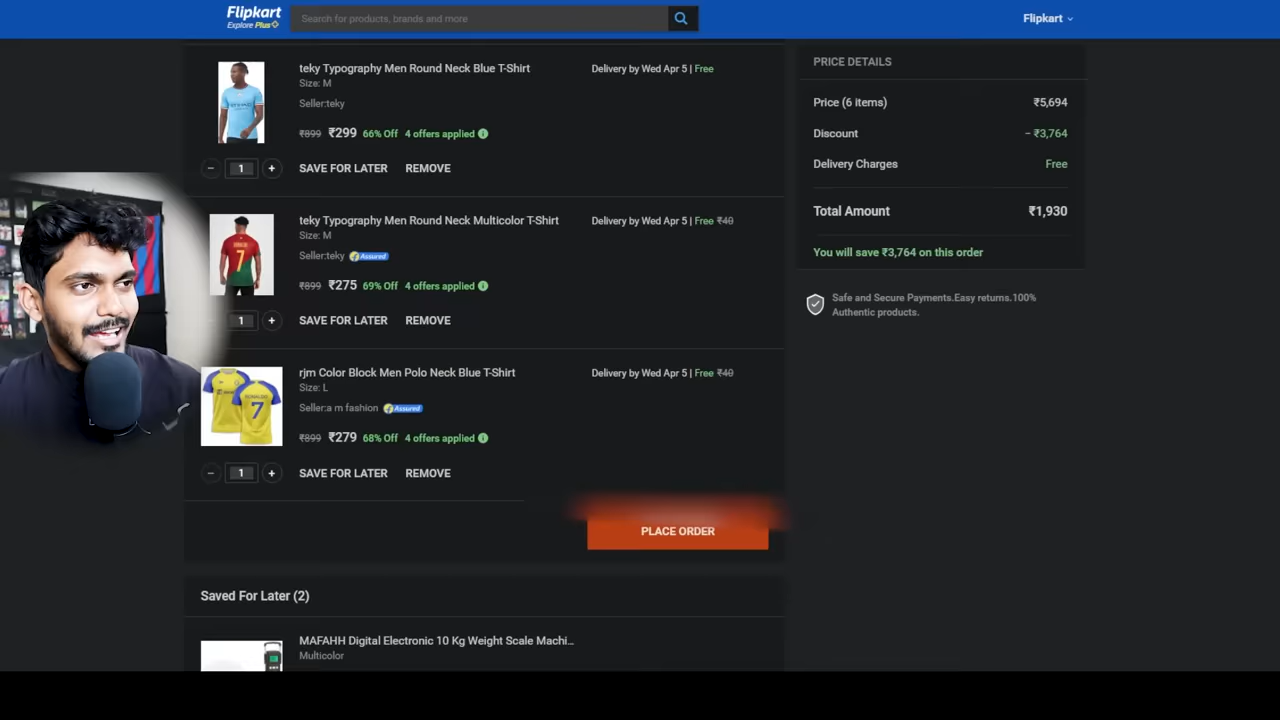 Flipkart
Explore Plus
Search for products, brands and more
Flipkart
teky Typography Men Round Neck Blue T-Shirt
Size: M
Seller:teky
₹899 ₹299 66% Off 4 offers applied
Delivery by Wed Apr 5 | Free
− 1 + SAVE FOR LATER REMOVE
teky Typography Men Round Neck Multicolor T-Shirt
Size: M
Seller:teky Assured
₹899 ₹275 69% Off 4 offers applied
Delivery by Wed Apr 5 | Free ₹40
1 + SAVE FOR LATER REMOVE
7
rjm Color Block Men Polo Neck Blue T-Shirt
Size: L
Seller:a m fashion Assured
₹899 ₹279 68% Off 4 offers applied
Delivery by Wed Apr 5 | Free ₹40
− 1 + SAVE FOR LATER REMOVE
RONALDO
7
PLACE ORDER
Saved For Later (2)
MAFAHH Digital Electronic 10 Kg Weight Scale Machi...
Multicolor
PRICE DETAILS
Price (6 items) ₹5,694
Discount − ₹3,764
Delivery Charges Free
Total Amount ₹1,930
You will save ₹3,764 on this order
Safe and Secure Payments.Easy returns.100%
Authentic products.